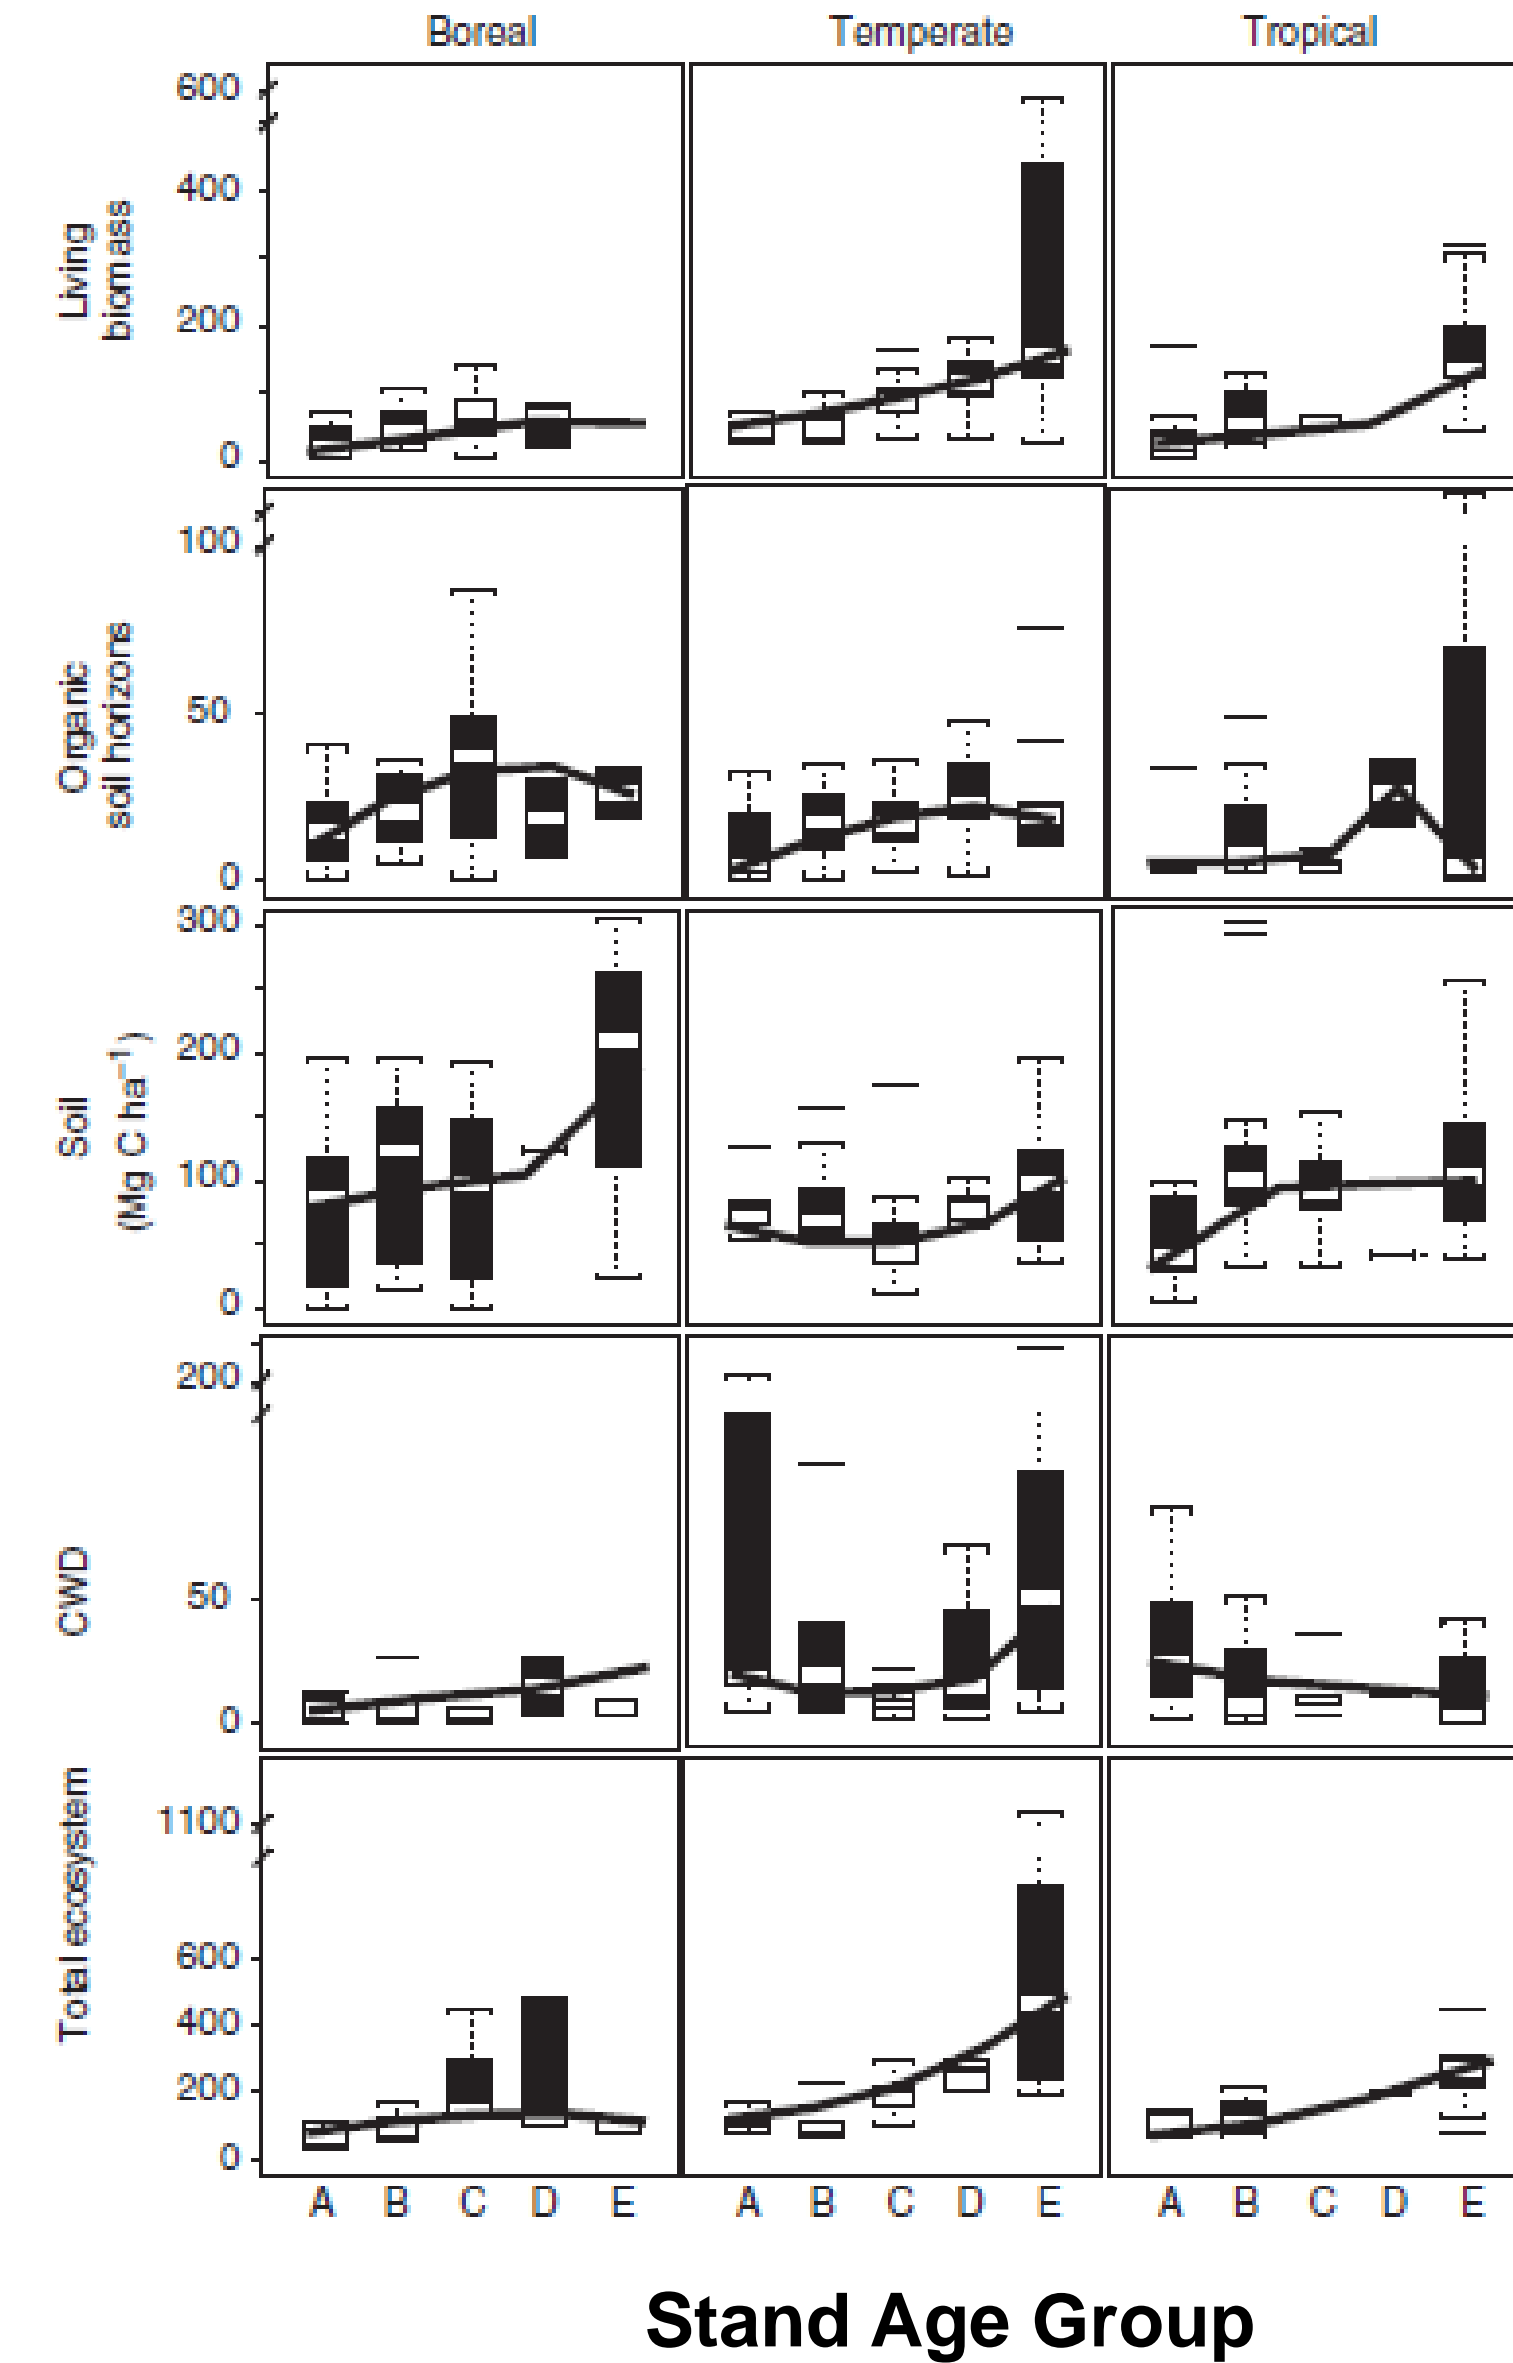 Boreal Temperate Tropical
Living
biomass
600
400
200
0
Organic
soil horizons
100
50
0
Soil
(Mg C ha⁻¹)
300
200
100
0
CWD
200
50
0
Total ecosystem
1100
600
400
200
0
A B C D E A B C D E A B C D E
Stand Age Group